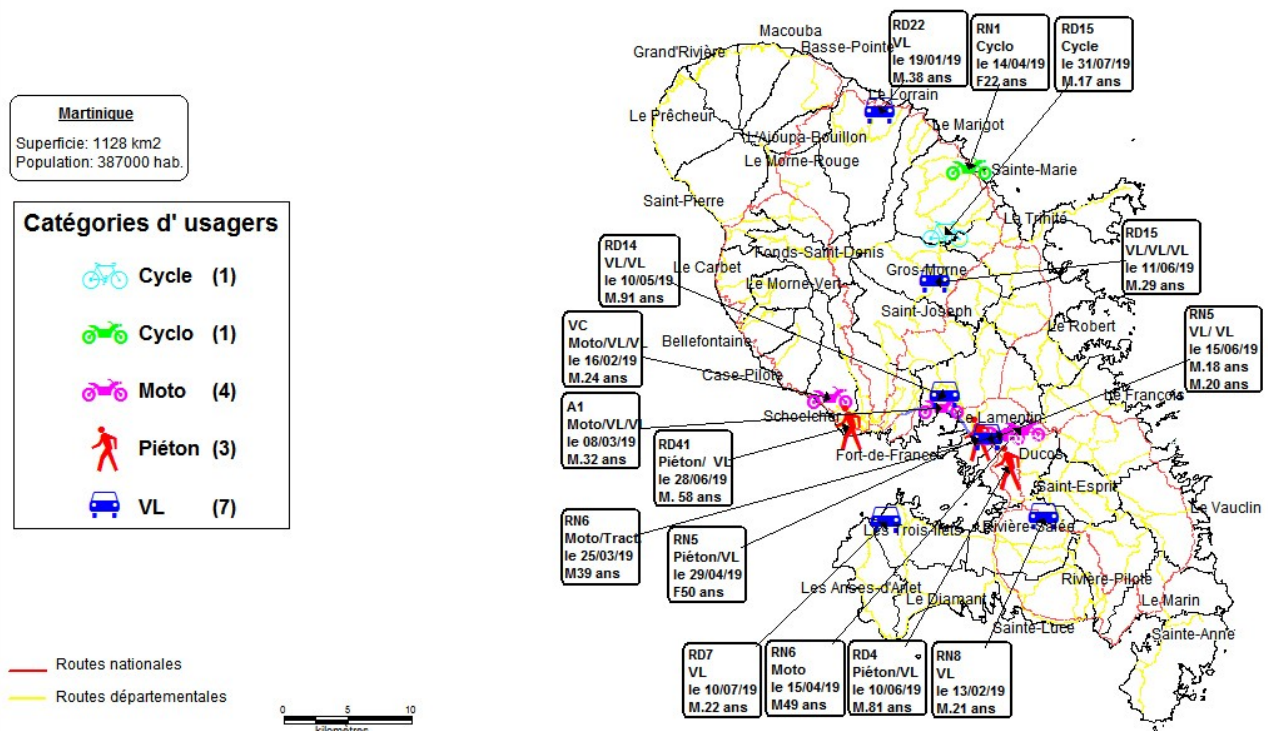 Martinique
Superficie: 1128 km2
Population: 387000 hab.
Catégories d' usagers
Cycle (1)
Cyclo (1)
Moto (4)
Piéton (3)
VL (7)
Routes nationales
Routes départementales
0 5 10
kilomètres
RD22
VL
le 19/01/19
M.38 ans
RN1
Cyclo
le 14/04/19
F22 ans
RD15
Cycle
le 31/07/19
M.17 ans
RD14
VL/VL
le 10/05/19
M.91 ans
RD15
VL/VL/VL
le 11/06/19
M.29 ans
VC
Moto/VL/VL
le 16/02/19
M.24 ans
RN5
VL/ VL
le 15/06/19
M.18 ans
M.20 ans
A1
Moto/VL/VL
le 08/03/19
M.32 ans
RD41
Piéton/ VL
le 28/06/19
M. 58 ans
RN6
Moto/Tract.
le 25/03/19
M39 ans
RN5
Piéton/VL
le 29/04/19
F50 ans
RD7
VL
le 10/07/19
M.22 ans
RN6
Moto
le 15/04/19
M49 ans
RD4
Piéton/VL
le 10/06/19
M.81 ans
RN8
VL
le 13/02/19
M.21 ans
Macouba
Grand'Rivière
Basse-Pointe
Le Lorrain
Le Prêcheur
Le Marigot
L'Ajoupa-Bouillon
Le Morne-Rouge
Sainte-Marie
Saint-Pierre
La Trinité
Fonds-Saint-Denis
Le Carbet
Gros-Morne
Le Morne-Vert
Saint-Joseph
Le Robert
Bellefontaine
Case-Pilote
Le François
Schoelcher
Le Lamentin
Fort-de-France
Ducos
Saint-Esprit
Le Vauclin
Les Trois-Ilets
Rivière-Salée
Rivière-Pilote
Les Anses-d'Arlet
Le Diamant
Le Marin
Sainte-Luce
Sainte-Anne